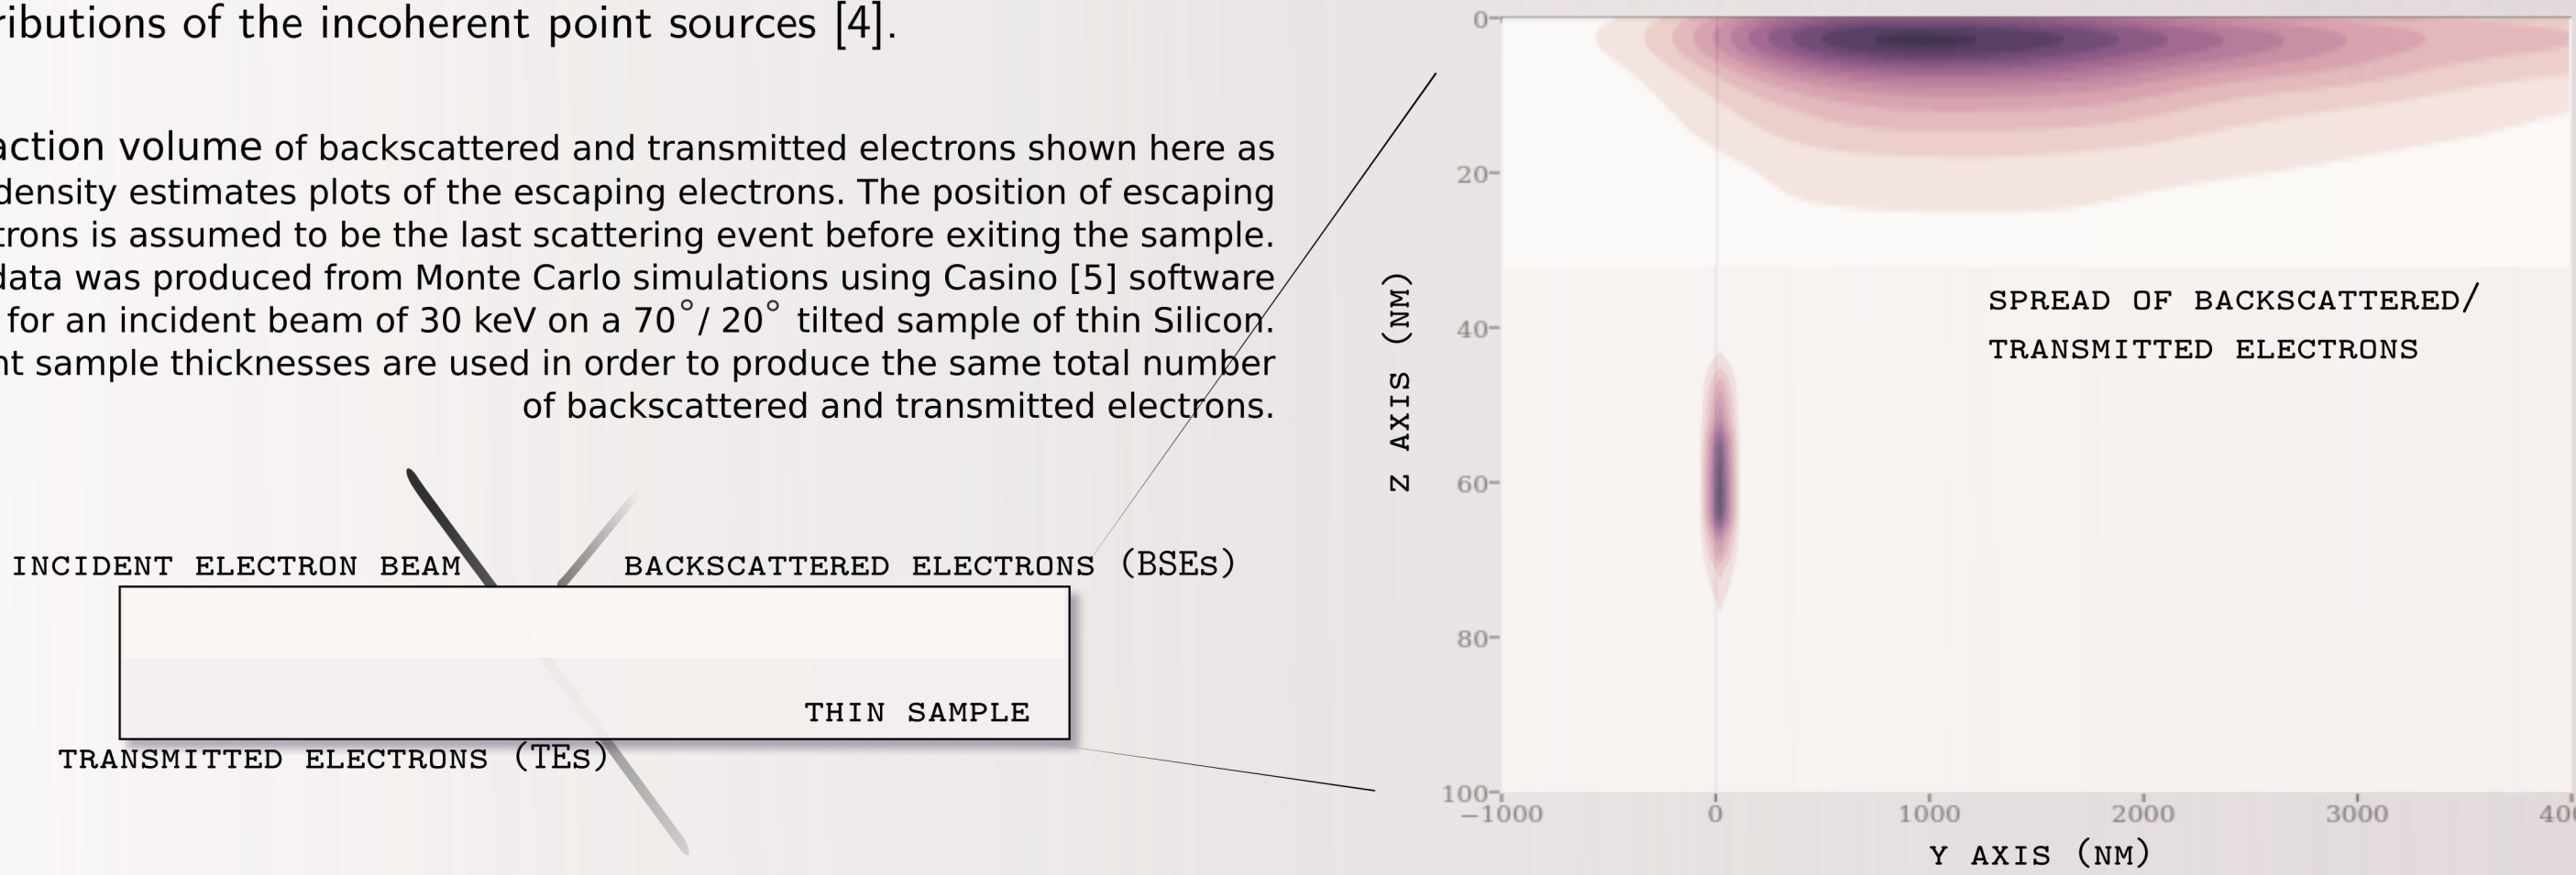 ributions of the incoherent point sources [4].
action volume of backscattered and transmitted electrons shown here as
density estimates plots of the escaping electrons. The position of escaping
trons is assumed to be the last scattering event before exiting the sample.
data was produced from Monte Carlo simulations using Casino [5] software
for an incident beam of 30 keV on a 70°/ 20° tilted sample of thin Silicon.
nt sample thicknesses are used in order to produce the same total number
of backscattered and transmitted electrons.
INCIDENT ELECTRON BEAM
BACKSCATTERED ELECTRONS (BSEs)
THIN SAMPLE
TRANSMITTED ELECTRONS (TEs)
Z AXIS (NM)
0
20
40
60
80
100
SPREAD OF BACKSCATTERED/
TRANSMITTED ELECTRONS
−1000 0 1000 2000 3000 400
Y AXIS (NM)